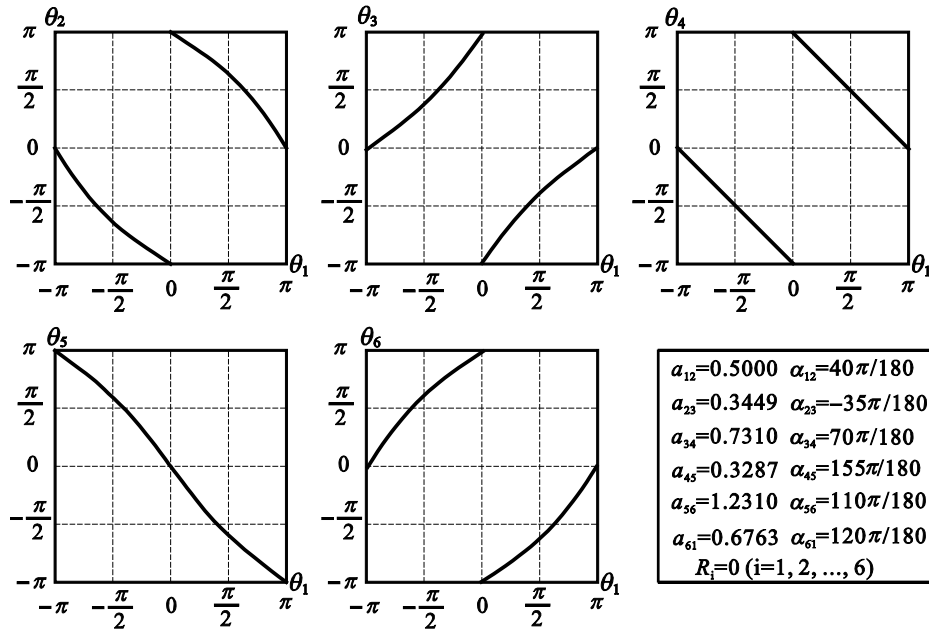 θ₂
π
π/2
0
−π/2
−π
−π −π/2 0 π/2 π
θ₁
θ₃
π
π/2
0
−π/2
−π
−π −π/2 0 π/2 π
θ₁
θ₄
π
π/2
0
−π/2
−π
−π −π/2 0 π/2 π
θ₁
θ₅
π
π/2
0
−π/2
−π
−π −π/2 0 π/2 π
θ₁
θ₆
π
π/2
0
−π/2
−π
−π −π/2 0 π/2 π
θ₁
a₁₂=0.5000 α₁₂=40π/180
a₂₃=0.3449 α₂₃=−35π/180
a₃₄=0.7310 α₃₄=70π/180
a₄₅=0.3287 α₄₅=155π/180
a₅₆=1.2310 α₅₆=110π/180
a₆₁=0.6763 α₆₁=120π/180
Rᵢ=0 (i=1, 2, ..., 6)